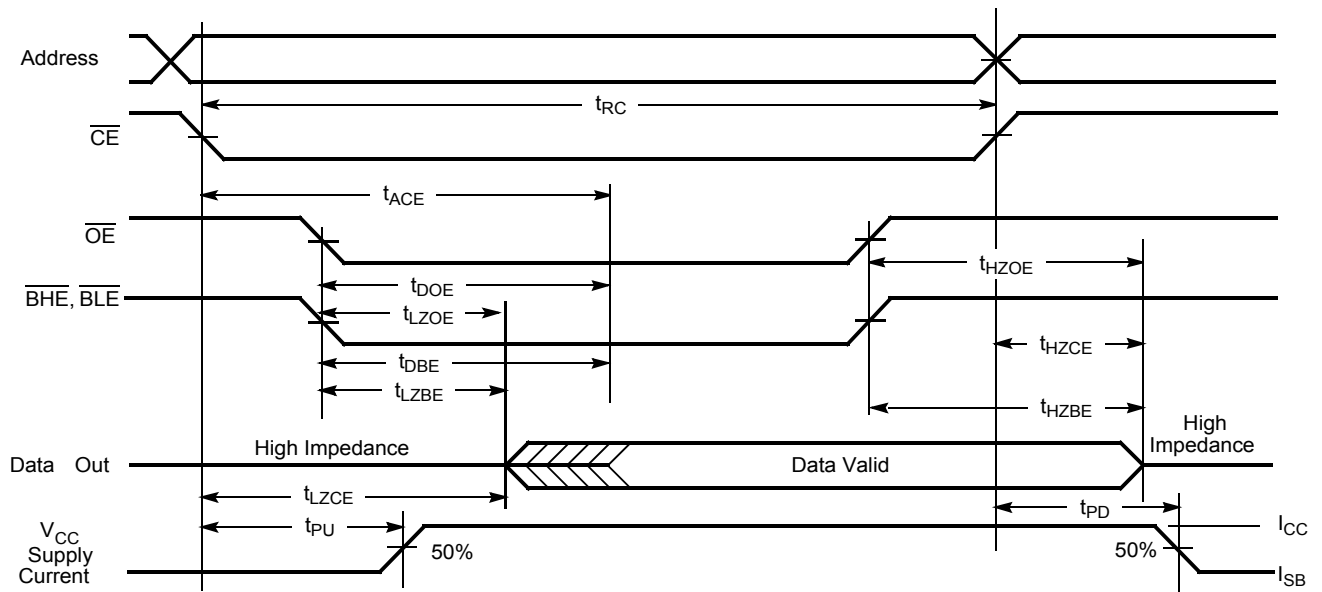 Address
tRC
CE
tACE
OE
tHZOE
tDOE
BHE, BLE
tLZOE
tHZCE
tDBE
tLZBE
tHZBE
High
Impedance
High Impedance
Data Out
Data Valid
tLZCE
tPD
tPU
VCC
Supply
Current
50%
50%
ICC
ISB